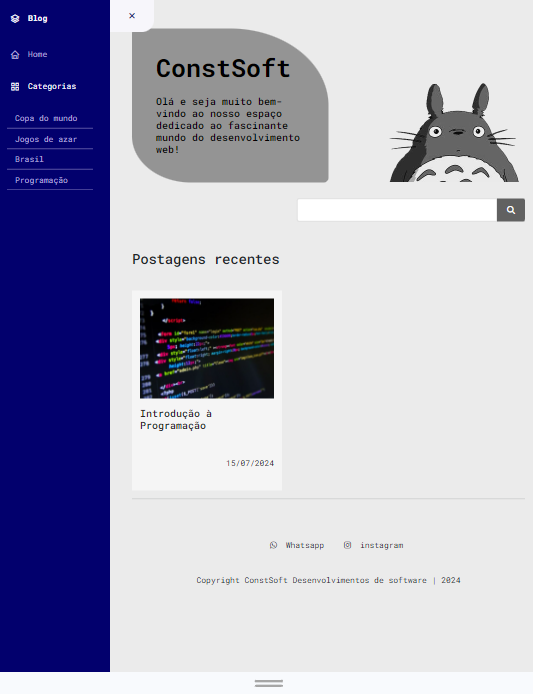 Blog
×
Home
Categorias
Copa do mundo
Jogos de azar
Brasil
Programação
ConstSoft
Olá e seja muito bem-
vindo ao nosso espaço
dedicado ao fascinante
mundo do desenvolvimento
web!
Postagens recentes
Introdução à
Programação
15/07/2024
Whatsapp
instagram
Copyright ConstSoft Desenvolvimentos de software | 2024